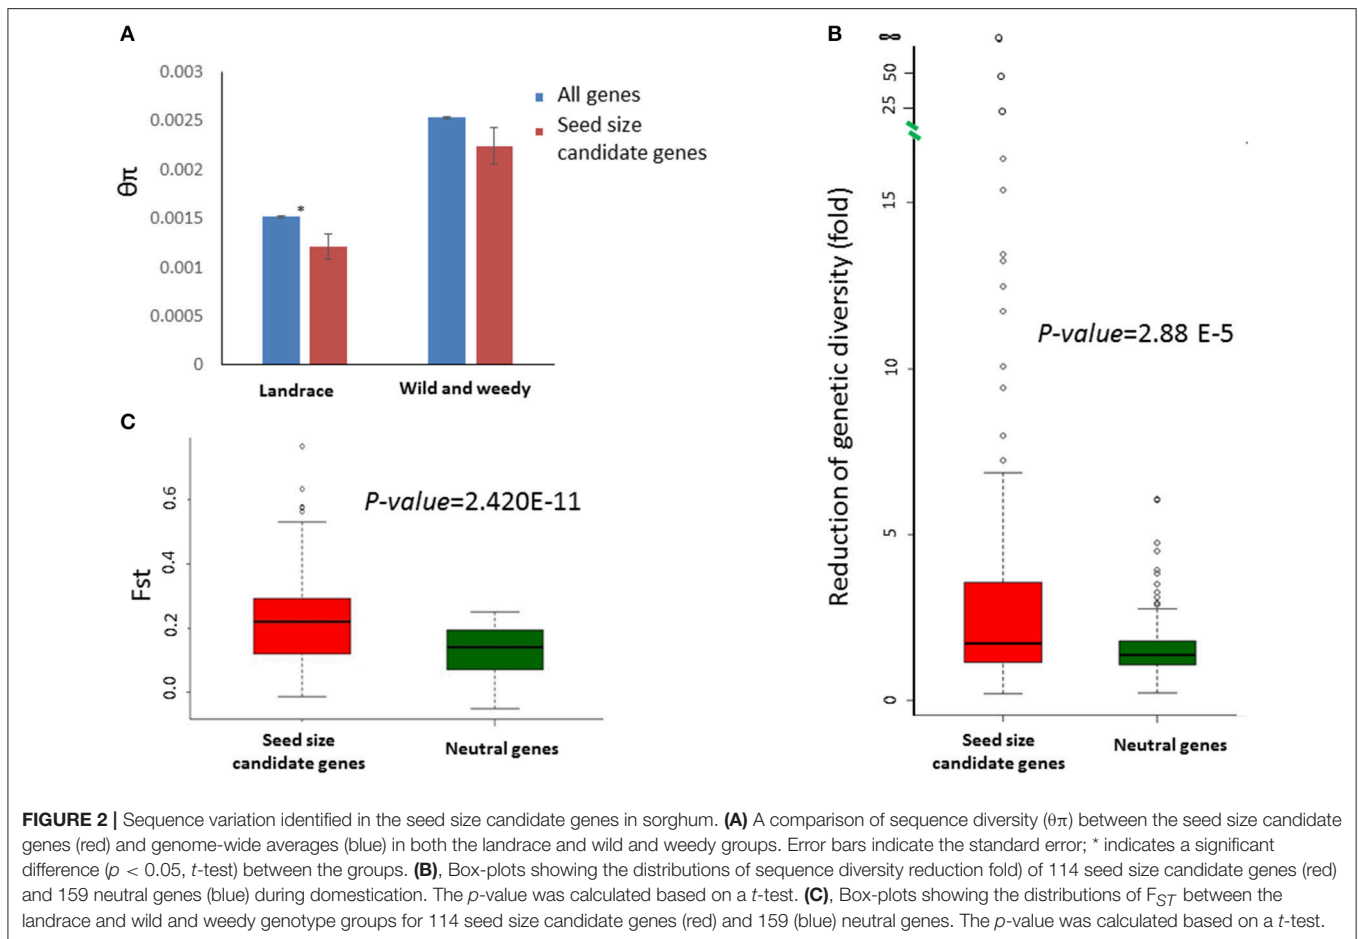 A
0.003
0.0025
0.002
0.0015
0.001
0.0005
0
θπ
*
All genes
Seed size
candidate genes
Landrace
Wild and weedy
B
∞
50
25
15
10
5
0
Reduction of genetic diversity (fold)
P-value=2.88 E-5
Seed size
candidate genes
Neutral genes
C
0.6
0.4
0.2
0.0
Fst
P-value=2.420E-11
Seed size
candidate genes
Neutral genes
FIGURE 2 | Sequence variation identified in the seed size candidate genes in sorghum. (A) A comparison of sequence diversity (θπ) between the seed size candidate
genes (red) and genome-wide averages (blue) in both the landrace and wild and weedy groups. Error bars indicate the standard error; * indicates a significant
difference (p < 0.05, t-test) between the groups. (B), Box-plots showing the distributions of sequence diversity reduction fold) of 114 seed size candidate genes (red)
and 159 neutral genes (blue) during domestication. The p-value was calculated based on a t-test. (C), Box-plots showing the distributions of FST between the
landrace and wild and weedy genotype groups for 114 seed size candidate genes (red) and 159 (blue) neutral genes. The p-value was calculated based on a t-test.